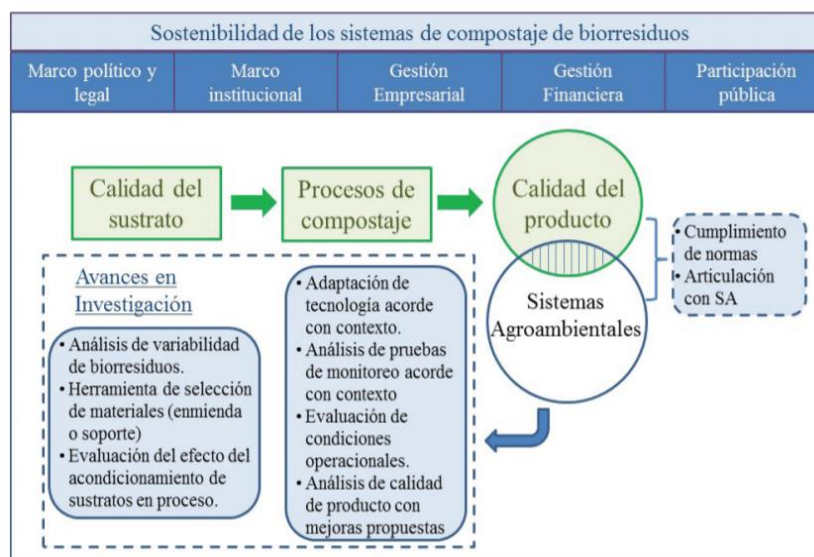 Sostenibilidad de los sistemas de compostaje de biorresiduos
Marco político y
legal
Marco
institucional
Gestión
Empresarial
Gestión
Financiera
Participación
pública
Calidad del
sustrato
Procesos de
compostaje
Calidad del
producto
Sistemas
Agroambientales
• Cumplimiento
de normas
• Articulación
con SA
Avances en
Investigación
• Análisis de variabilidad
de biorresiduos.
• Herramienta de selección
de materiales (enmienda
o soporte)
• Evaluación del efecto del
acondicionamiento de
sustratos en proceso.
• Adaptación de
tecnología acorde
con contexto.
• Análisis de pruebas
de monitoreo acorde
con contexto
• Evaluación de
condiciones
operacionales.
• Análisis de calidad
de producto con
mejoras propuestas